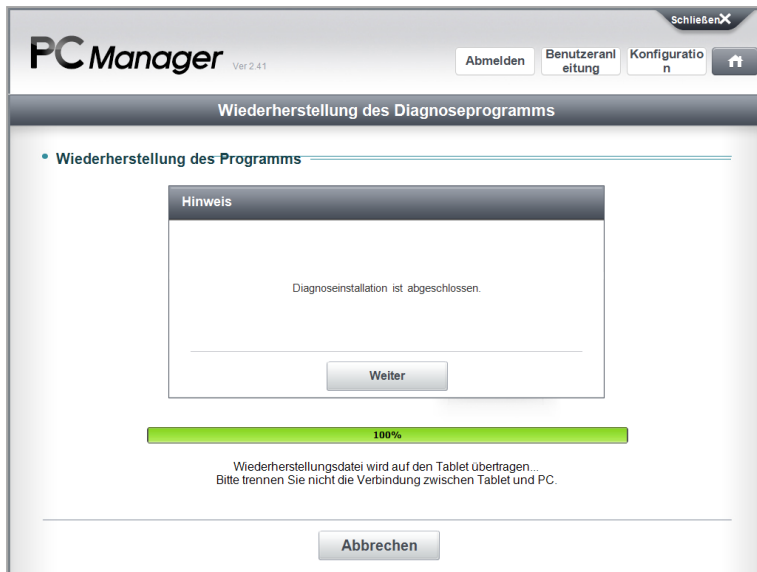 Schließen X
PC Manager Ver 2.41
Abmelden
Benutzeranl
eitung
Konfiguratio
n
Wiederherstellung des Diagnoseprogramms
Wiederherstellung des Programms
Hinweis
Diagnoseinstallation ist abgeschlossen.
Weiter
100%
Wiederherstellungsdatei wird auf den Tablet übertragen...
Bitte trennen Sie nicht die Verbindung zwischen Tablet und PC.
Abbrechen